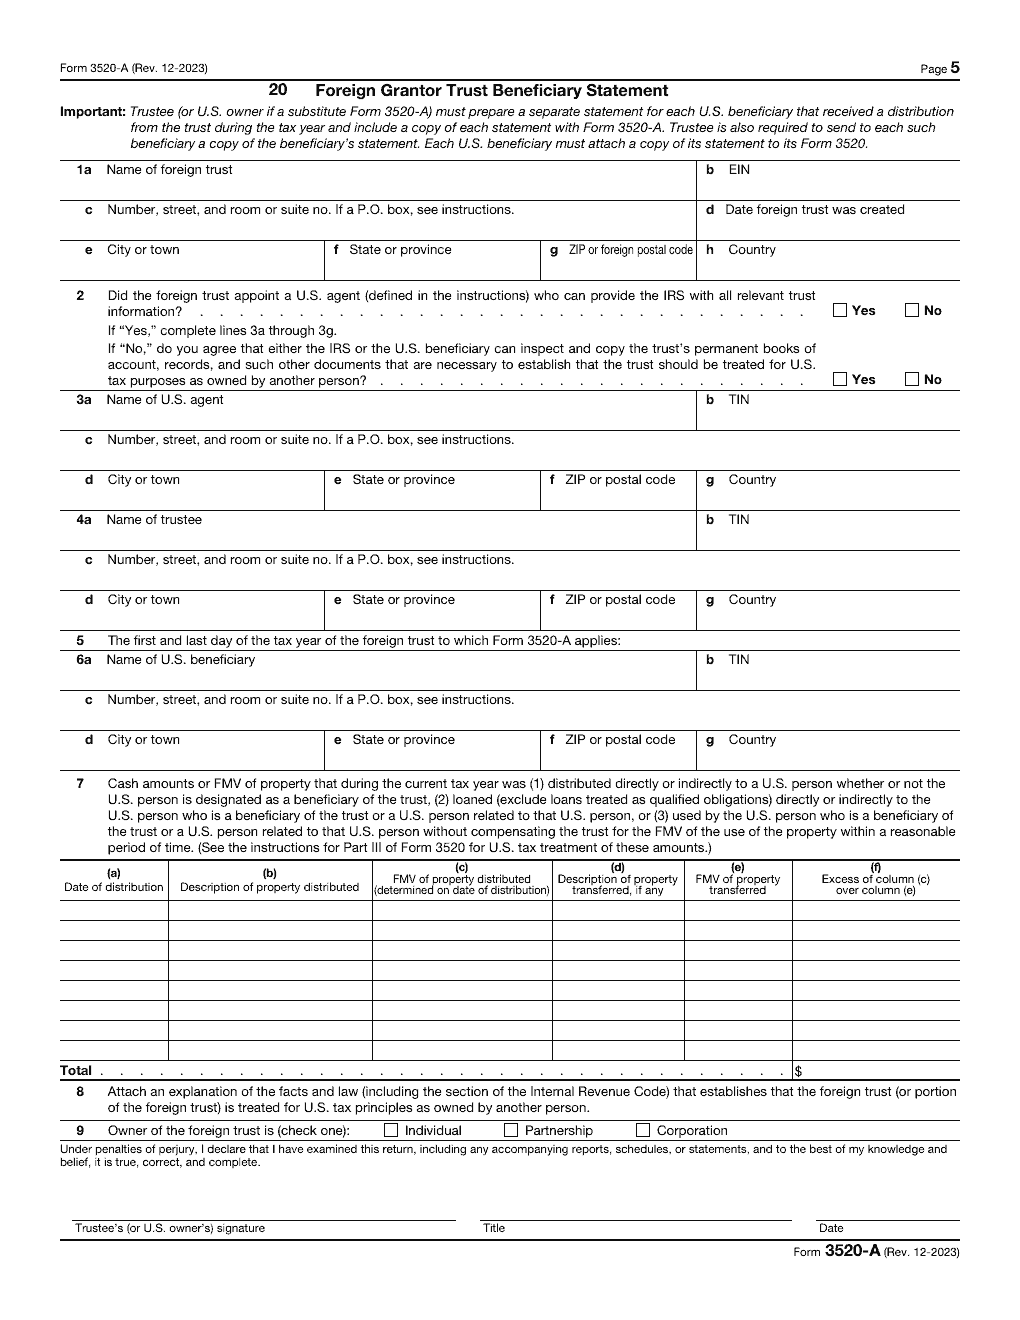 Form 3520-A (Rev. 12-2023) Page 5
20 Foreign Grantor Trust Beneficiary Statement
Important: Trustee (or U.S. owner if a substitute Form 3520-A) must prepare a separate statement for each U.S. beneficiary that received a distribution
from the trust during the tax year and include a copy of each statement with Form 3520-A. Trustee is also required to send to each such
beneficiary a copy of the beneficiary's statement. Each U.S. beneficiary must attach a copy of its statement to its Form 3520.
1a Name of foreign trust b EIN
c Number, street, and room or suite no. If a P.O. box, see instructions. d Date foreign trust was created
e City or town f State or province g ZIP or foreign postal code h Country
2 Did the foreign trust appoint a U.S. agent (defined in the instructions) who can provide the IRS with all relevant trust
information? . . . . . . . . . . . . . . . . . . . . . . . . . . . . . . . Yes No
If "Yes," complete lines 3a through 3g.
If "No," do you agree that either the IRS or the U.S. beneficiary can inspect and copy the trust's permanent books of
account, records, and such other documents that are necessary to establish that the trust should be treated for U.S.
tax purposes as owned by another person? . . . . . . . . . . . . . . . . . . . . . . Yes No
3a Name of U.S. agent b TIN
c Number, street, and room or suite no. If a P.O. box, see instructions.
d City or town e State or province f ZIP or postal code g Country
4a Name of trustee b TIN
c Number, street, and room or suite no. If a P.O. box, see instructions.
d City or town e State or province f ZIP or postal code g Country
5 The first and last day of the tax year of the foreign trust to which Form 3520-A applies:
6a Name of U.S. beneficiary b TIN
c Number, street, and room or suite no. If a P.O. box, see instructions.
d City or town e State or province f ZIP or postal code g Country
7 Cash amounts or FMV of property that during the current tax year was (1) distributed directly or indirectly to a U.S. person whether or not the
U.S. person is designated as a beneficiary of the trust, (2) loaned (exclude loans treated as qualified obligations) directly or indirectly to the
U.S. person who is a beneficiary of the trust or a U.S. person related to that U.S. person, or (3) used by the U.S. person who is a beneficiary of
the trust or a U.S. person related to that U.S. person without compensating the trust for the FMV of the use of the property within a reasonable
period of time. (See the instructions for Part III of Form 3520 for U.S. tax treatment of these amounts.)
(a)
Date of distribution
(b)
Description of property distributed
(c)
FMV of property distributed
(determined on date of distribution)
(d)
Description of property
transferred, if any
(e)
FMV of property
transferred
(f)
Excess of column (c)
over column (e)
Total . . . . . . . . . . . . . . . . . . . . . . . . . . . . . . . . . . . $
8 Attach an explanation of the facts and law (including the section of the Internal Revenue Code) that establishes that the foreign trust (or portion
of the foreign trust) is treated for U.S. tax principles as owned by another person.
9 Owner of the foreign trust is (check one): Individual Partnership Corporation
Under penalties of perjury, I declare that I have examined this return, including any accompanying reports, schedules, or statements, and to the best of my knowledge and
belief, it is true, correct, and complete.
Trustee's (or U.S. owner's) signature Title Date
Form 3520-A (Rev. 12-2023)